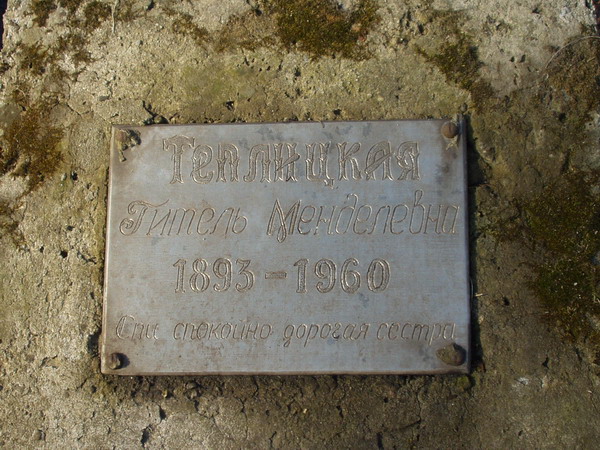 Теплицкая
Гитель Менделевна
1893-1960
Спи спокойно дорогая сестра